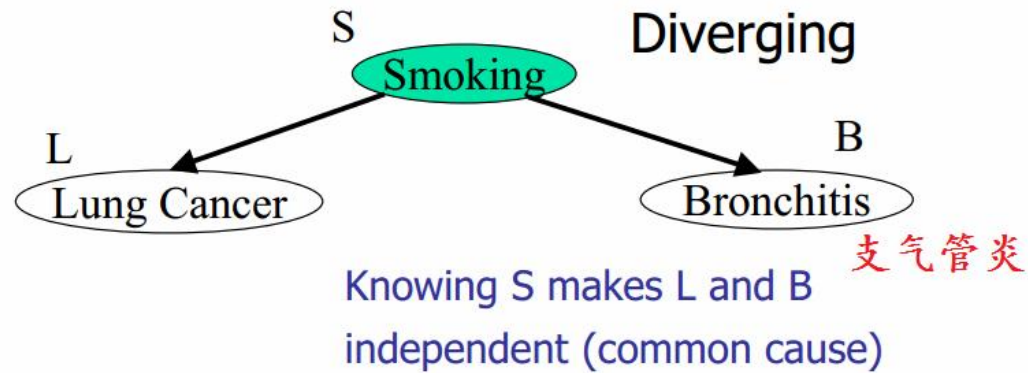 S
Diverging
Smoking
L
B
Lung Cancer
Bronchitis
支气管炎
Knowing S makes L and B
independent (common cause)